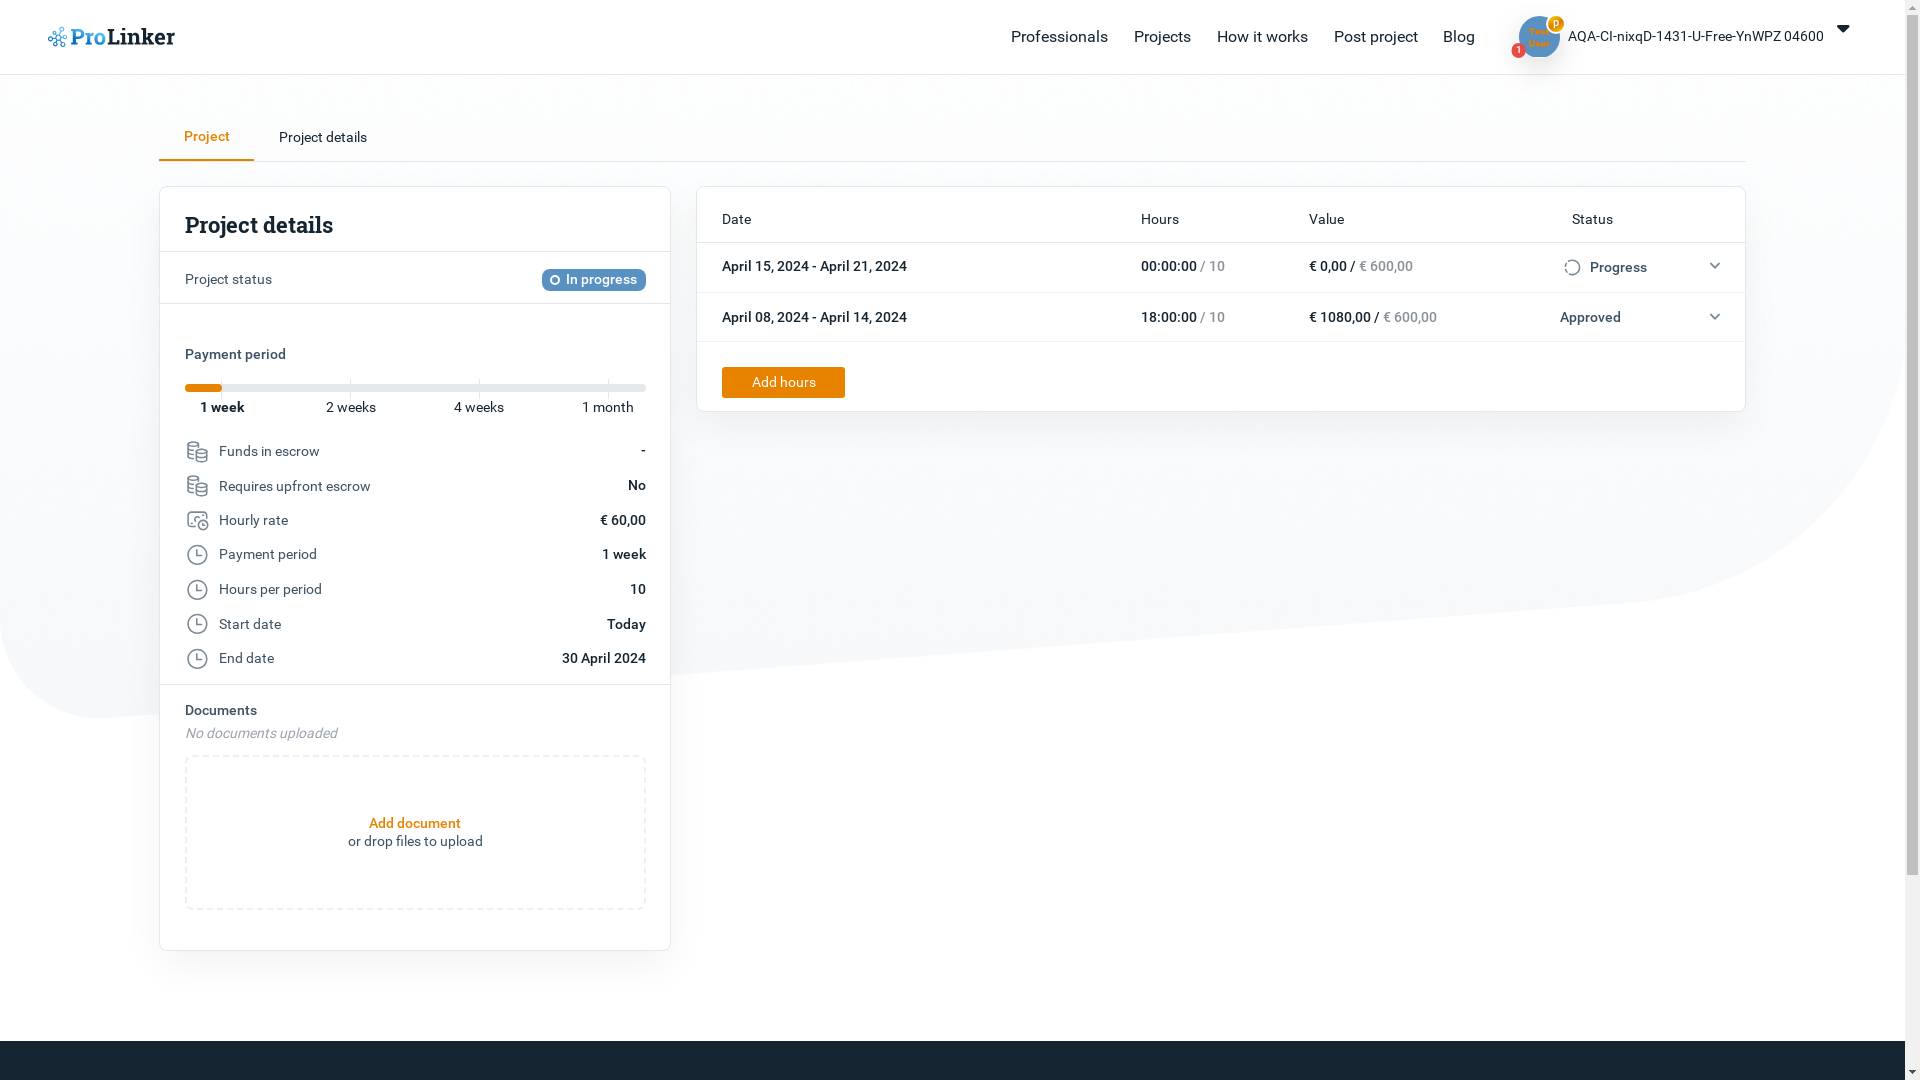 ProLinker
Professionals
Projects
How it works
Post project
Blog
P
1
AQA-CI-nixqD-1431-U-Free-YnWPZ 04600
Project
Project details
Project details
Project status
In progress
Payment period
1 week
2 weeks
4 weeks
1 month
Funds in escrow
-
Requires upfront escrow
No
Hourly rate
€ 60,00
Payment period
1 week
Hours per period
10
Start date
Today
End date
30 April 2024
Documents
No documents uploaded
Add document
or drop files to upload
Date
Hours
Value
Status
April 15, 2024 - April 21, 2024
00:00:00 / 10
€ 0,00 / € 600,00
Progress
April 08, 2024 - April 14, 2024
18:00:00 / 10
€ 1080,00 / € 600,00
Approved
Add hours